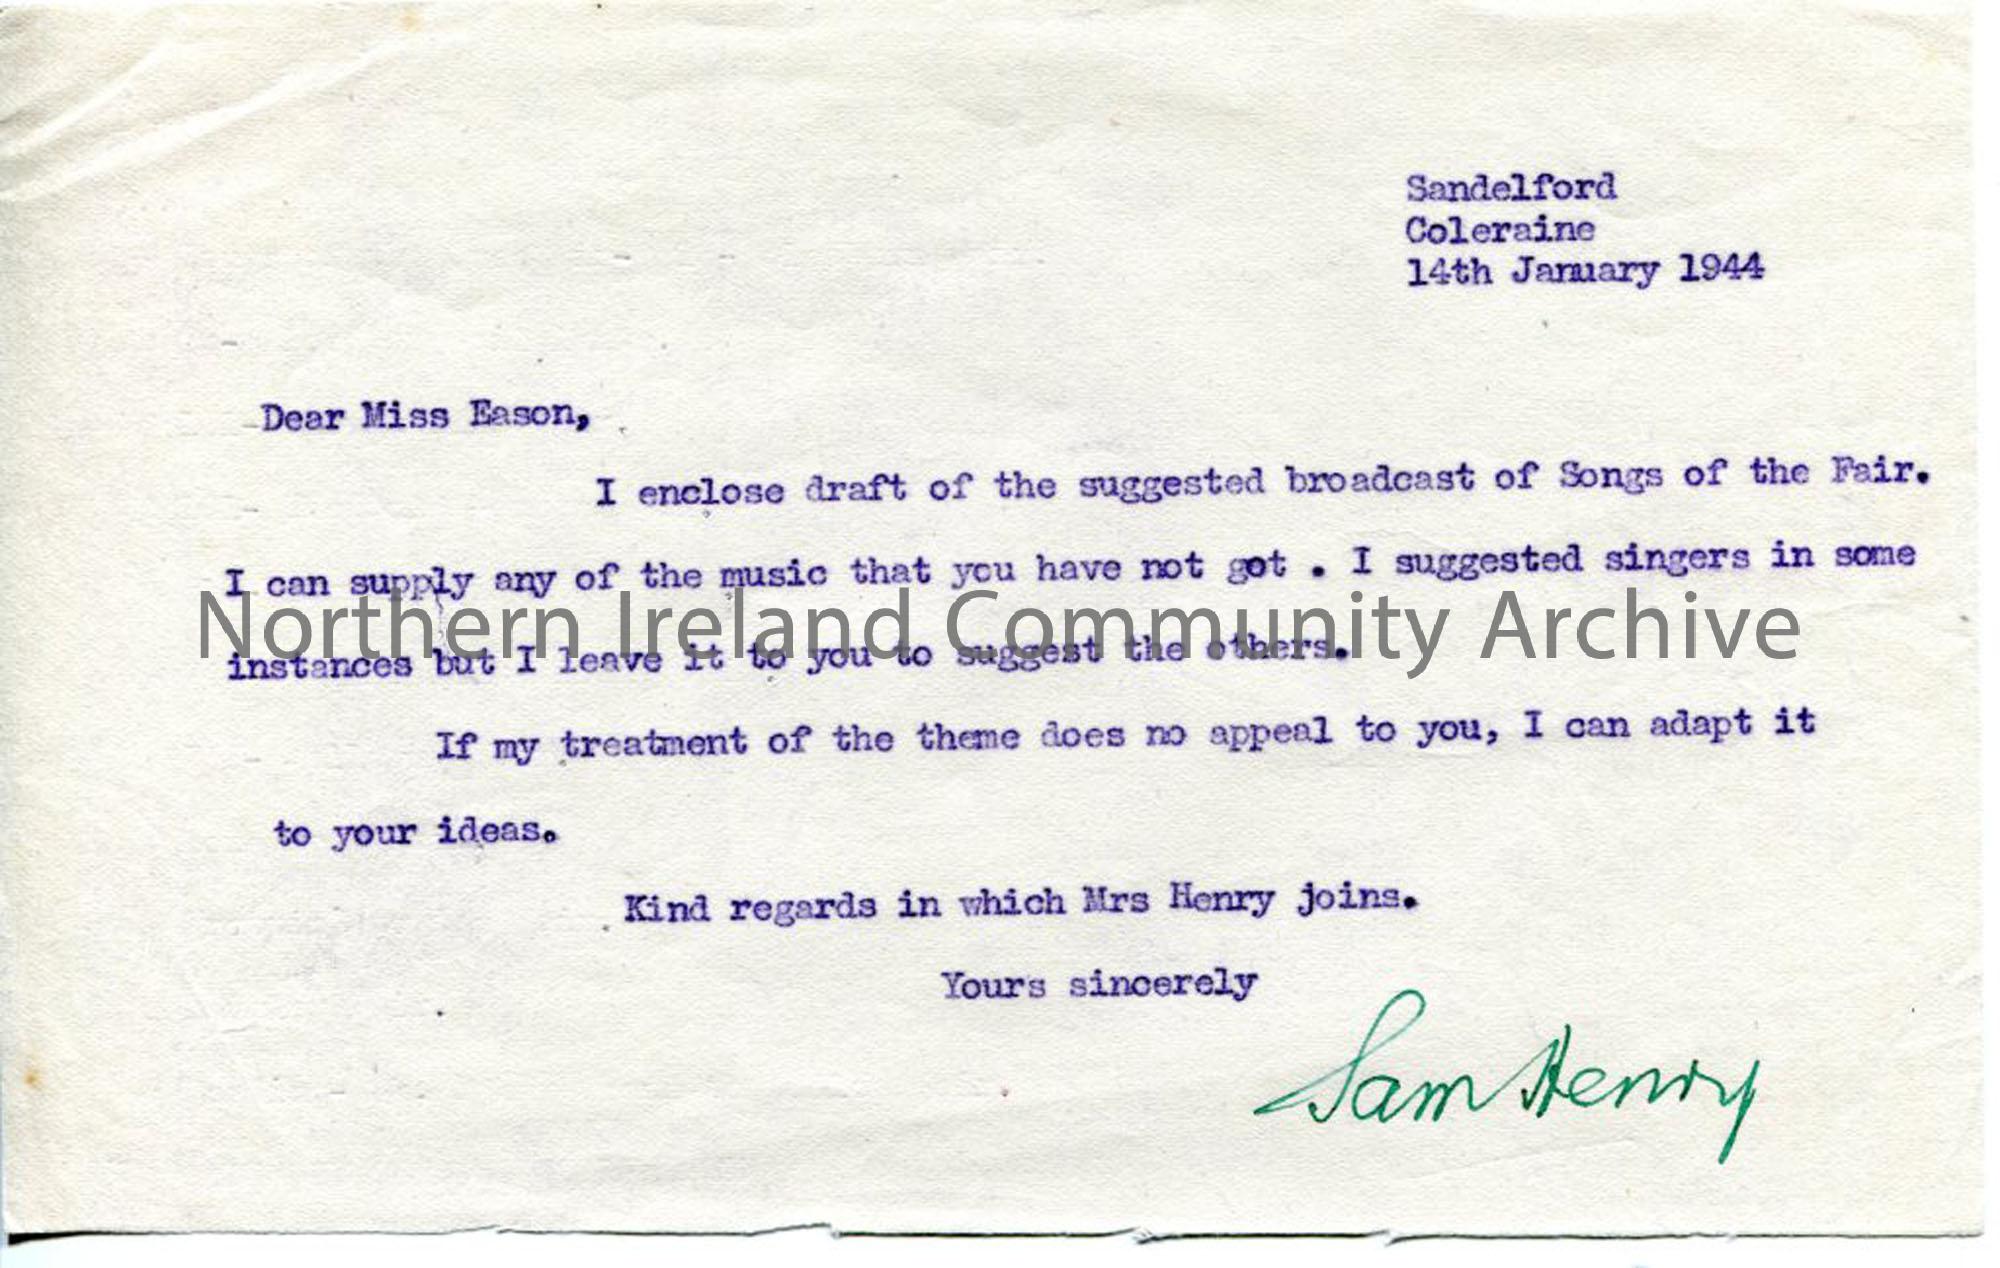 Sandelford
Coleraine
14th January 1944
Dear Miss Eason,
I enclose draft of the suggested broadcast of Songs of the Fair.
I can supply any of the music that you have not got . I suggested singers in some
Northern Ireland Community Archive
instances but I leave it to you to suggest the others.
If my treatment of the theme does no appeal to you, I can adapt it
to your ideas.
Kind regards in which Mrs Henry joins.
Yours sincerely
Sam Henry